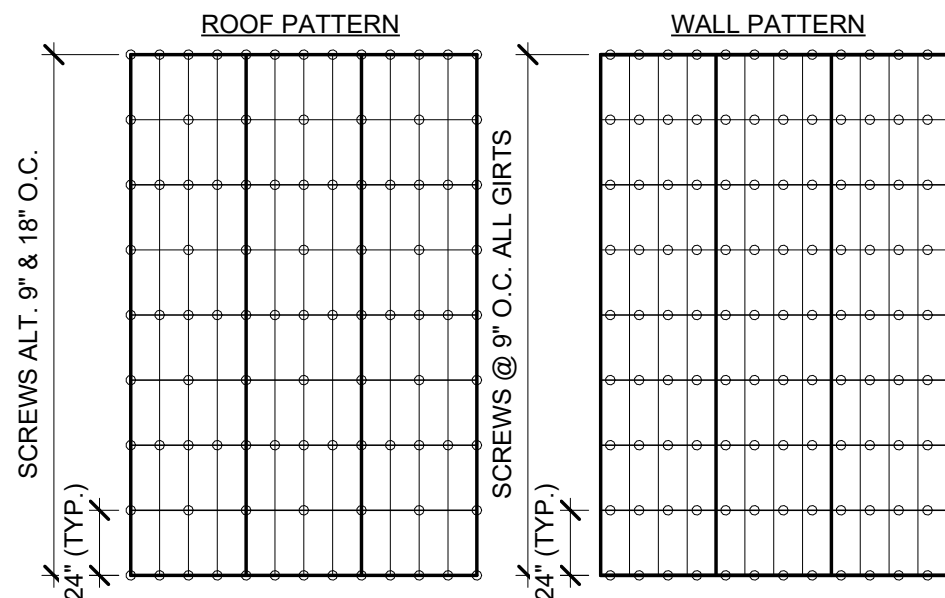 ROOF PATTERN
WALL PATTERN
SCREWS ALT. 9" & 18" O.C.
24" (TYP.)
SCREWS @ 9" O.C. ALL GIRTS
24" (TYP.)